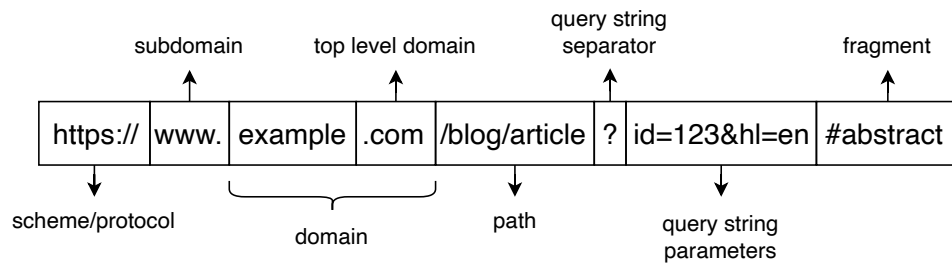 query string
separator
subdomain
top level domain
fragment
https:// www. example .com /blog/article ? id=123&hl=en #abstract
scheme/protocol
domain
path
query string
parameters